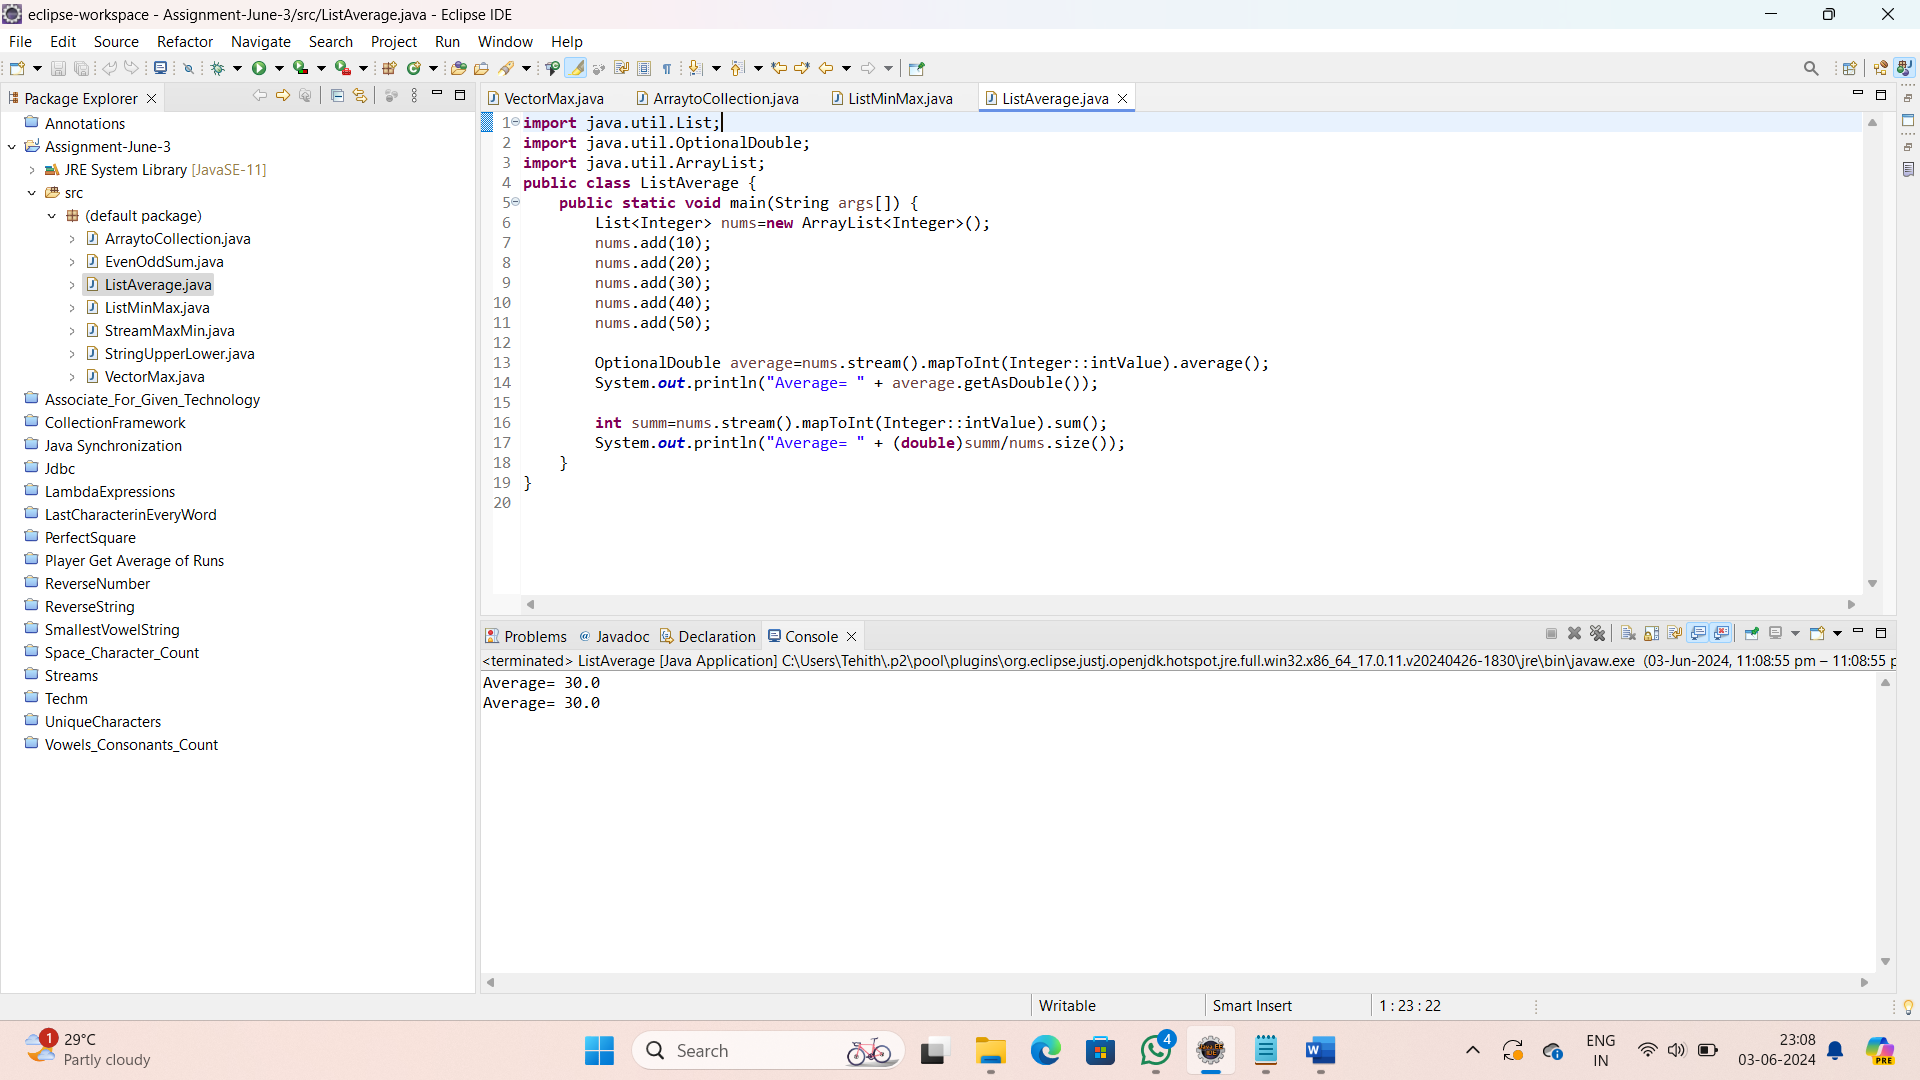 eclipse-workspace - Assignment-June-3/src/ListAverage.java - Eclipse IDE
File Edit Source Refactor Navigate Search Project Run Window Help
Package Explorer
Annotations
Assignment-June-3
JRE System Library [JavaSE-11]
src
(default package)
ArraytoCollection.java
EvenOddSum.java
ListAverage.java
ListMinMax.java
StreamMaxMin.java
StringUpperLower.java
VectorMax.java
Associate_For_Given_Technology
CollectionFramework
Java Synchronization
Jdbc
LambdaExpressions
LastCharacterinEveryWord
PerfectSquare
Player Get Average of Runs
ReverseNumber
ReverseString
SmallestVowelString
Space_Character_Count
Streams
Techm
UniqueCharacters
Vowels_Consonants_Count
VectorMax.java ArraytoCollection.java ListMinMax.java ListAverage.java
1 import java.util.List;
2 import java.util.OptionalDouble;
3 import java.util.ArrayList;
4 public class ListAverage {
5 public static void main(String args[]) {
6 List<Integer> nums=new ArrayList<Integer>();
7 nums.add(10);
8 nums.add(20);
9 nums.add(30);
10 nums.add(40);
11 nums.add(50);
12
13 OptionalDouble average=nums.stream().mapToInt(Integer::intValue).average();
14 System.out.println("Average= " + average.getAsDouble());
15
16 int summ=nums.stream().mapToInt(Integer::intValue).sum();
17 System.out.println("Average= " + (double)summ/nums.size());
18 }
19 }
20
Problems Javadoc Declaration Console
<terminated> ListAverage [Java Application] C:\Users\Tehith\.p2\pool\plugins\org.eclipse.justj.openjdk.hotspot.jre.full.win32.x86_64_17.0.11.v20240426-1830\jre\bin\javaw.exe (03-Jun-2024, 11:08:55 pm – 11:08:55 p
Average= 30.0
Average= 30.0
Writable Smart Insert 1 : 23 : 22
1 29°C
Partly cloudy
Search
4
ENG
IN
23:08
03-06-2024
PRE